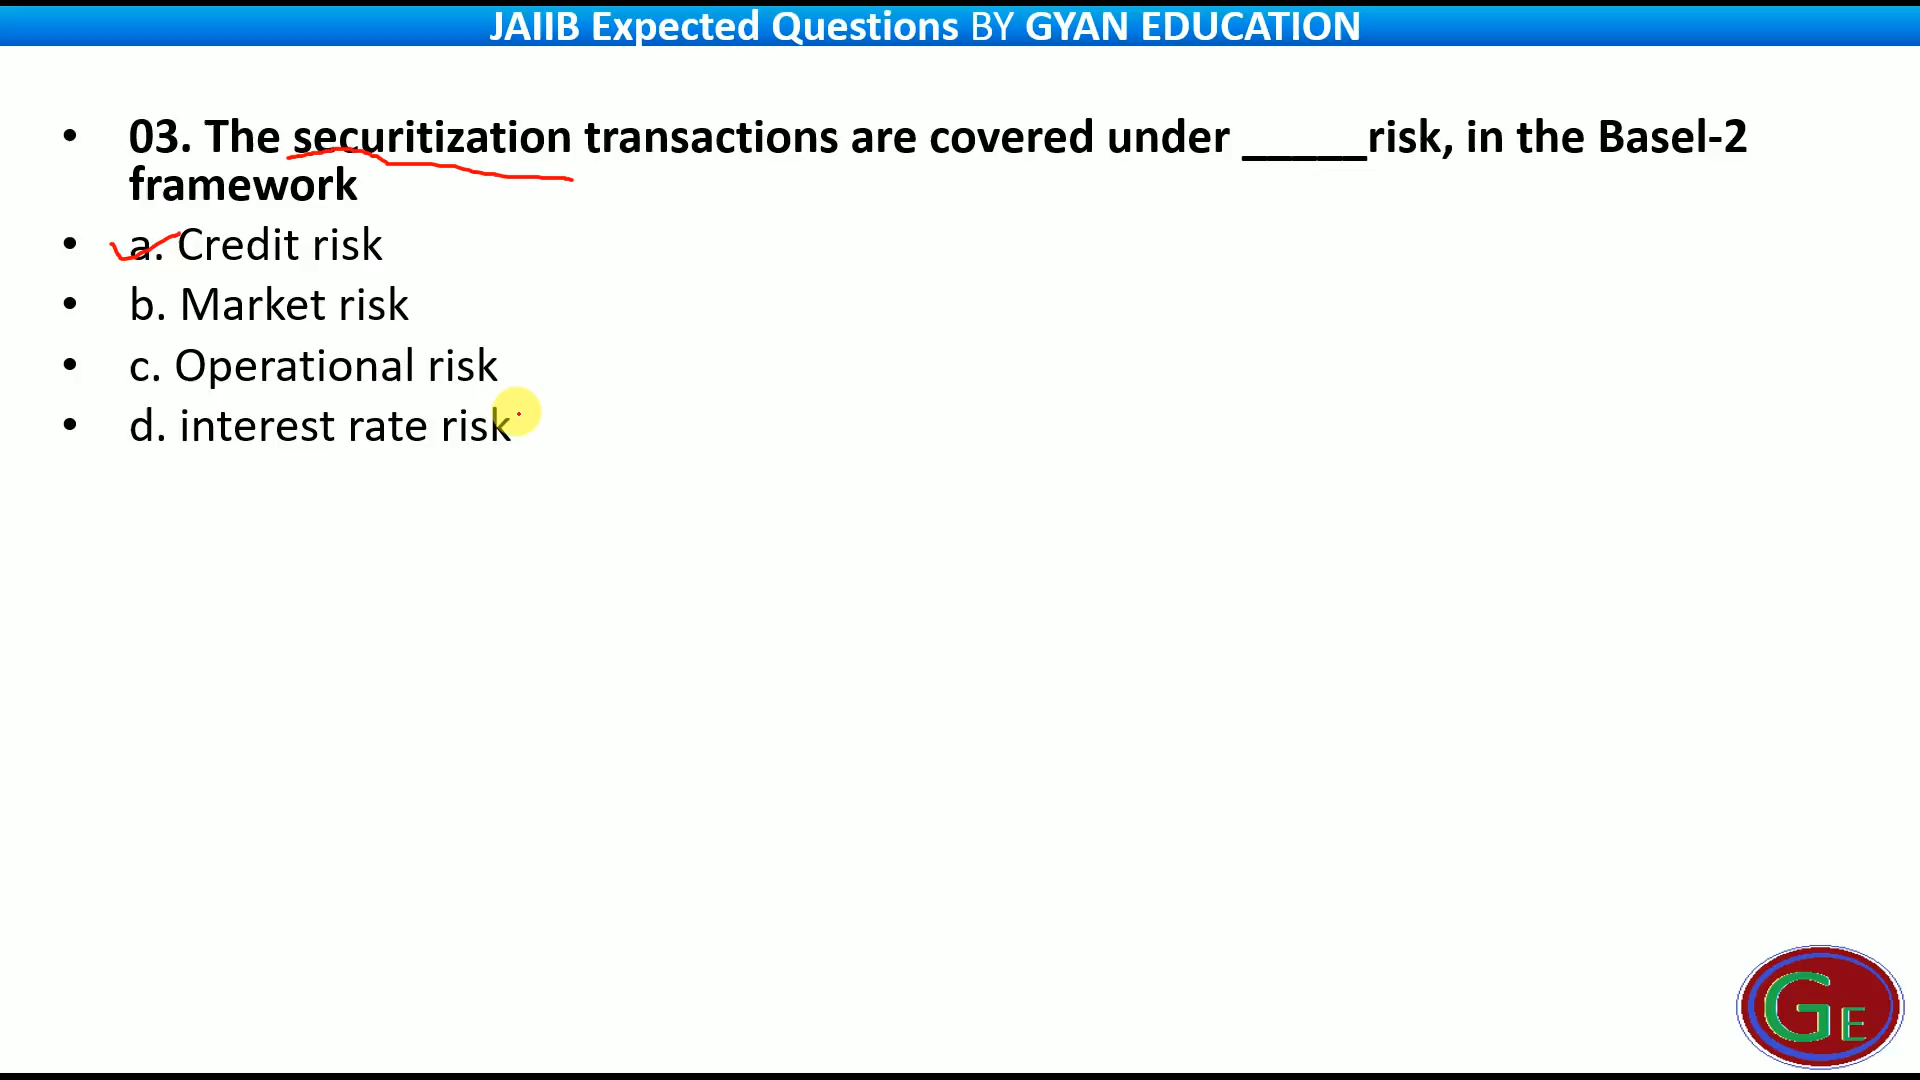 JAIIB Expected Questions BY GYAN EDUCATION
• 03. The securitization transactions are covered under _____risk, in the Basel-2
framework
• a. Credit risk
• b. Market risk
• c. Operational risk
• d. interest rate risk
GE